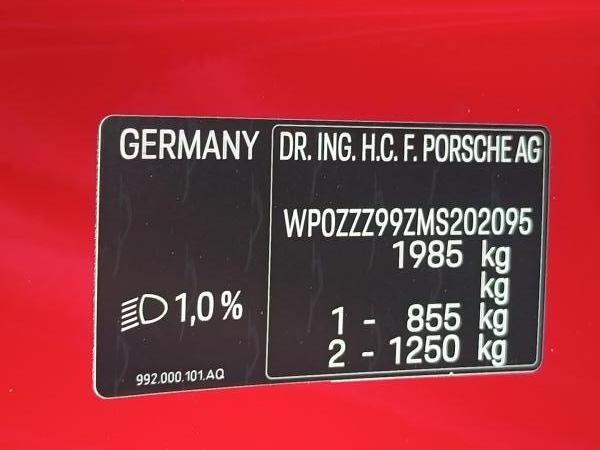 GERMANY
DR. ING. H.C. F. PORSCHE AG
WP0ZZZ99ZMS202095
1985 kg
kg
1 - 855 kg
2 - 1250 kg
1,0 %
992.000.101.AQ